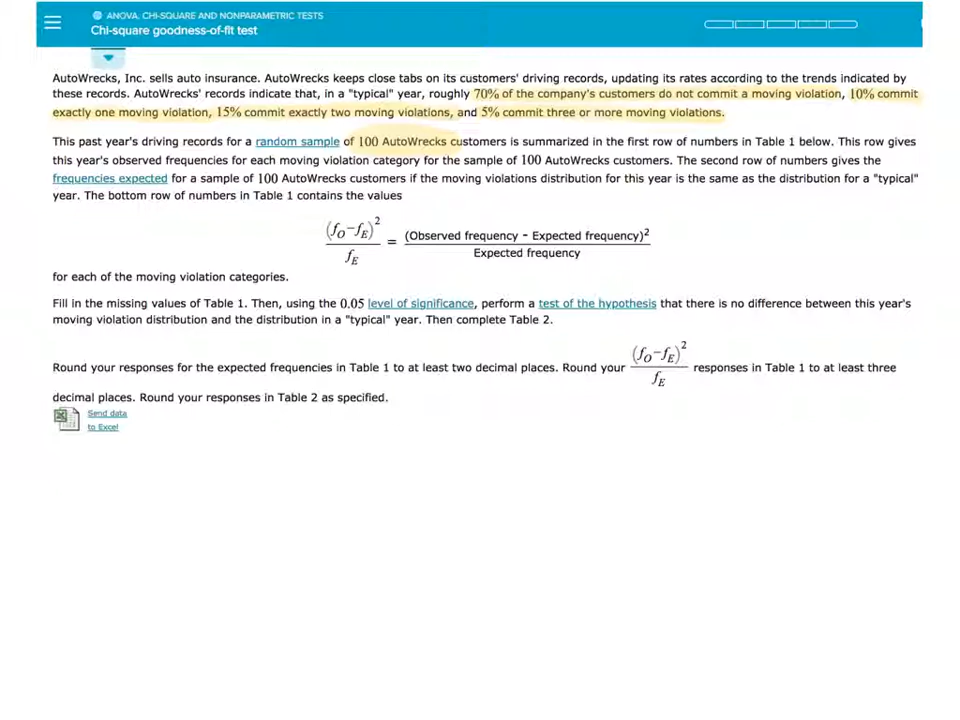 ANOVA, CHI-SQUARE AND NONPARAMETRIC TESTS
Chi-square goodness-of-fit test
AutoWrecks, Inc. sells auto insurance. AutoWrecks keeps close tabs on its customers' driving records, updating its rates according to the trends indicated by
these records. AutoWrecks' records indicate that, in a "typical" year, roughly 70% of the company's customers do not commit a moving violation, 10% commit
exactly one moving violation, 15% commit exactly two moving violations, and 5% commit three or more moving violations.
This past year's driving records for a random sample of 100 AutoWrecks customers is summarized in the first row of numbers in Table 1 below. This row gives
this year's observed frequencies for each moving violation category for the sample of 100 AutoWrecks customers. The second row of numbers gives the
frequencies expected for a sample of 100 AutoWrecks customers if the moving violations distribution for this year is the same as the distribution for a "typical"
year. The bottom row of numbers in Table 1 contains the values
(fO−fE)² / fE = (Observed frequency - Expected frequency)² / Expected frequency
for each of the moving violation categories.
Fill in the missing values of Table 1. Then, using the 0.05 level of significance, perform a test of the hypothesis that there is no difference between this year's
moving violation distribution and the distribution in a "typical" year. Then complete Table 2.
Round your responses for the expected frequencies in Table 1 to at least two decimal places. Round your (fO−fE)² / fE responses in Table 1 to at least three
decimal places. Round your responses in Table 2 as specified.
Send data
to Excel